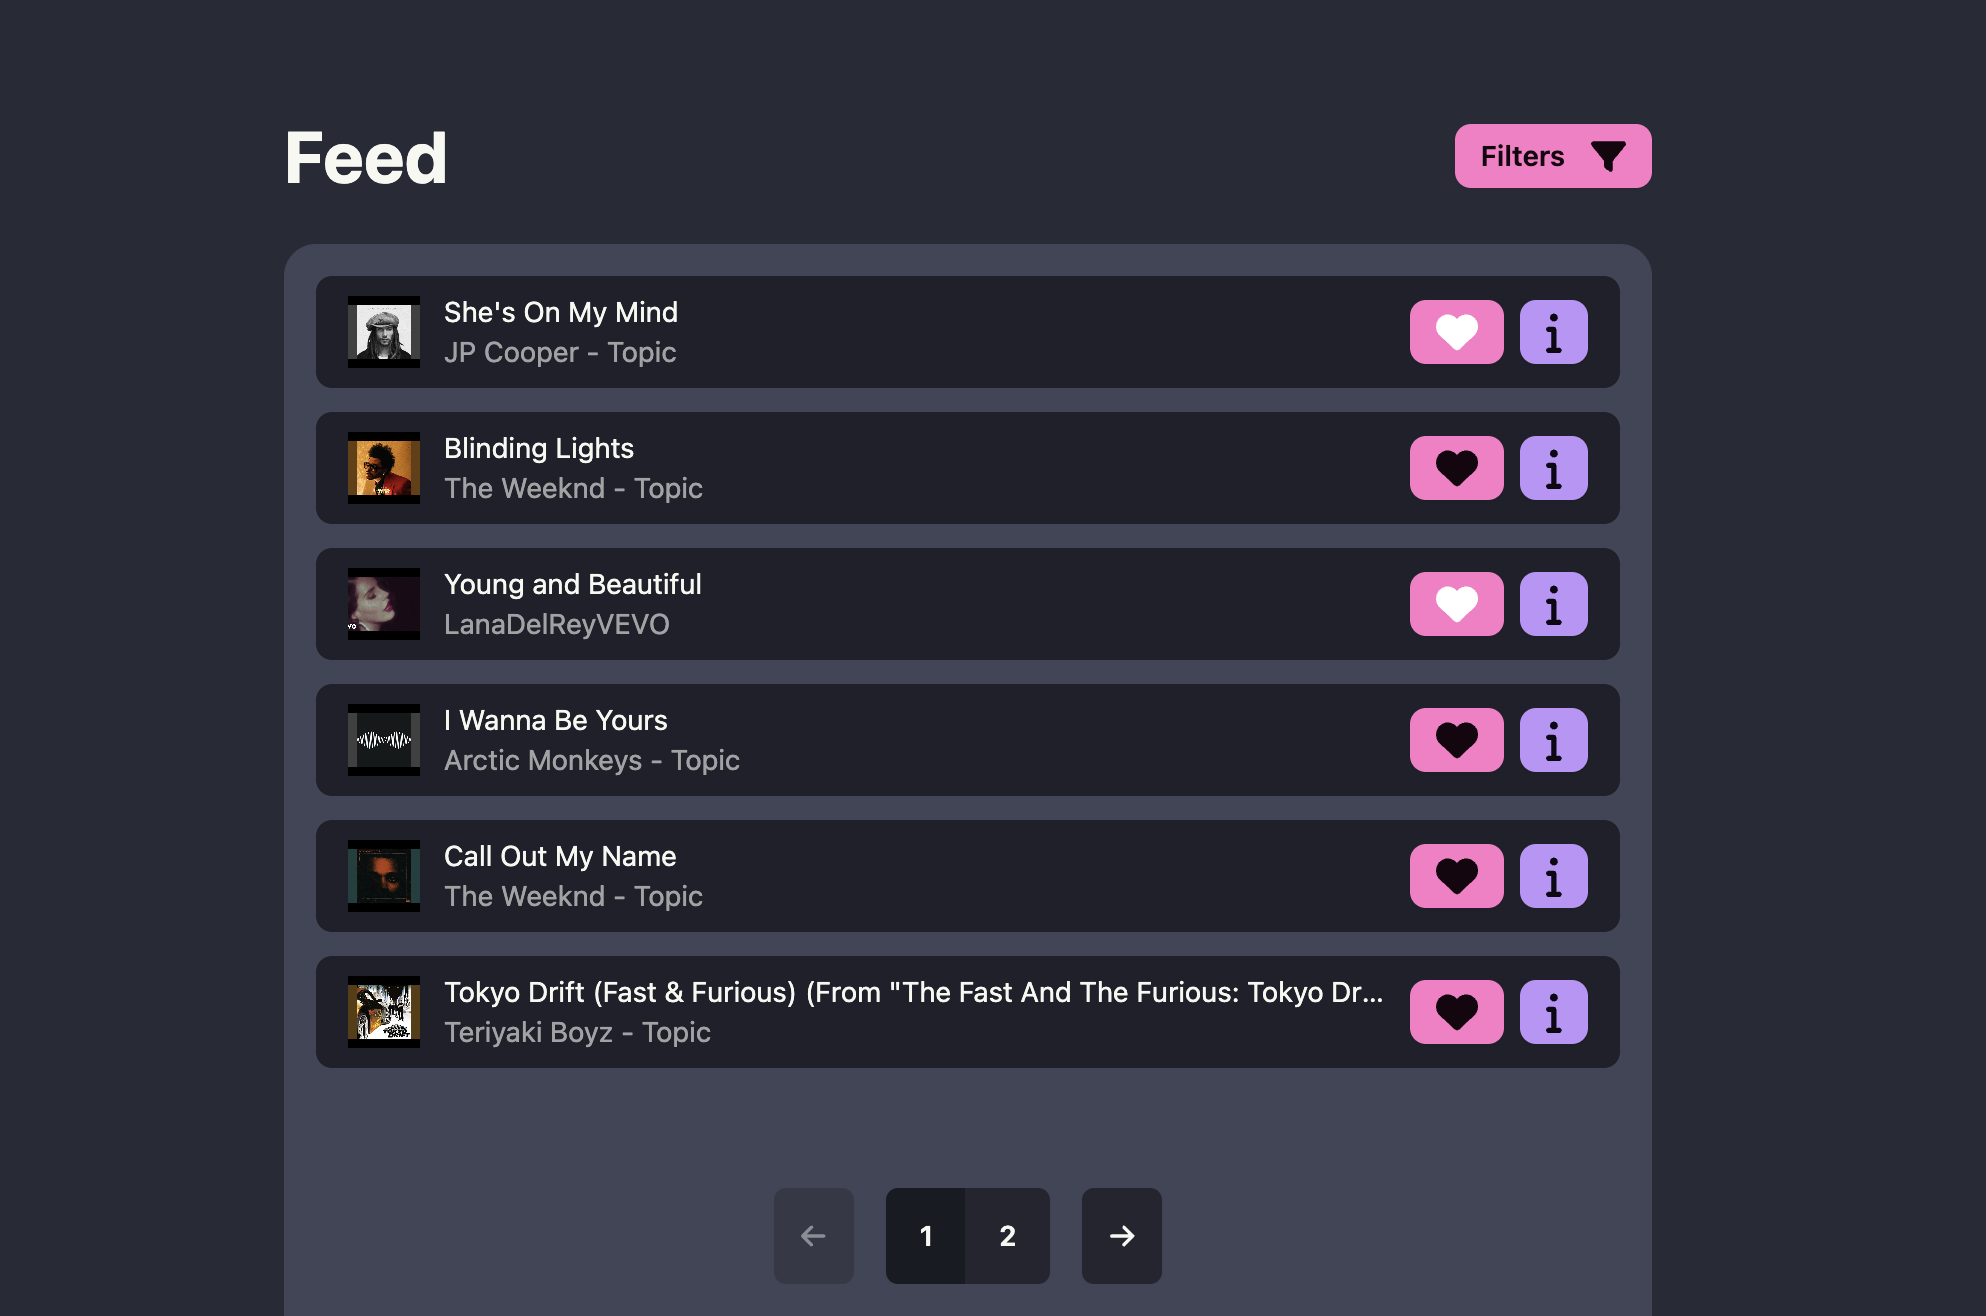 Feed
Filters
She's On My Mind
JP Cooper - Topic
Blinding Lights
The Weeknd - Topic
Young and Beautiful
LanaDelReyVEVO
I Wanna Be Yours
Arctic Monkeys - Topic
Call Out My Name
The Weeknd - Topic
Tokyo Drift (Fast & Furious) (From "The Fast And The Furious: Tokyo Dr...
Teriyaki Boyz - Topic
1 2